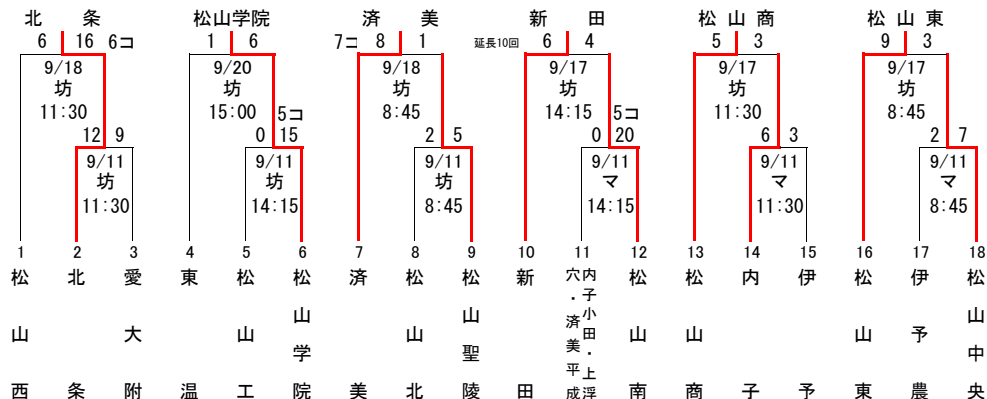 北条 松山学院 済美 新田 松山商 松山東
6 16 6コ 1 6 7コ 8 1 延長10回 6 4 5 3 9 3
9/18 9/20 9/18 9/17 9/17 9/17
坊 坊 坊 坊 坊 坊
11:30 15:00 8:45 14:15 11:30 8:45
5コ 5コ
12 9 0 15 2 5 0 20 6 3 2 7
9/11 9/11 9/11 9/11 9/11 9/11
坊 坊 坊 マ マ マ
11:30 14:15 8:45 14:15 11:30 8:45
1 2 3 4 5 6 7 8 9 10 11 12 13 14 15 16 17 18
松山西
北条
愛大附
東温
松山工
松山学院
済美
松山北
松山聖陵
新田
内子小田・上浮
穴・済美平成
松山南
松山商
内子
伊予
松山東
伊予農
松山中央